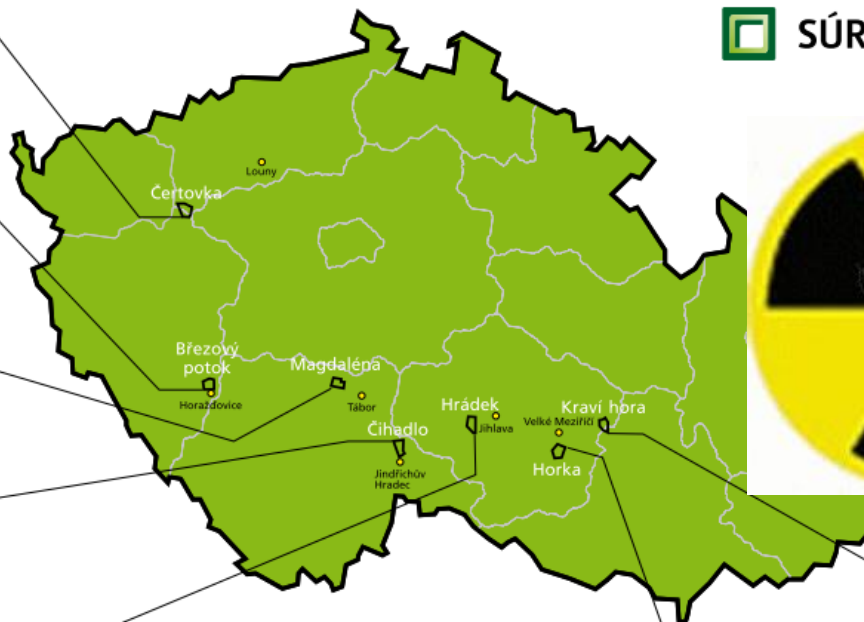 SÚR
Louny
Čertovka
Březový
potok
Horažďovice
Magdaléna
Tábor
Čihadlo
Jindřichův
Hradec
Hrádek
Jihlava
Velké Meziříčí
Kraví hora
Horka